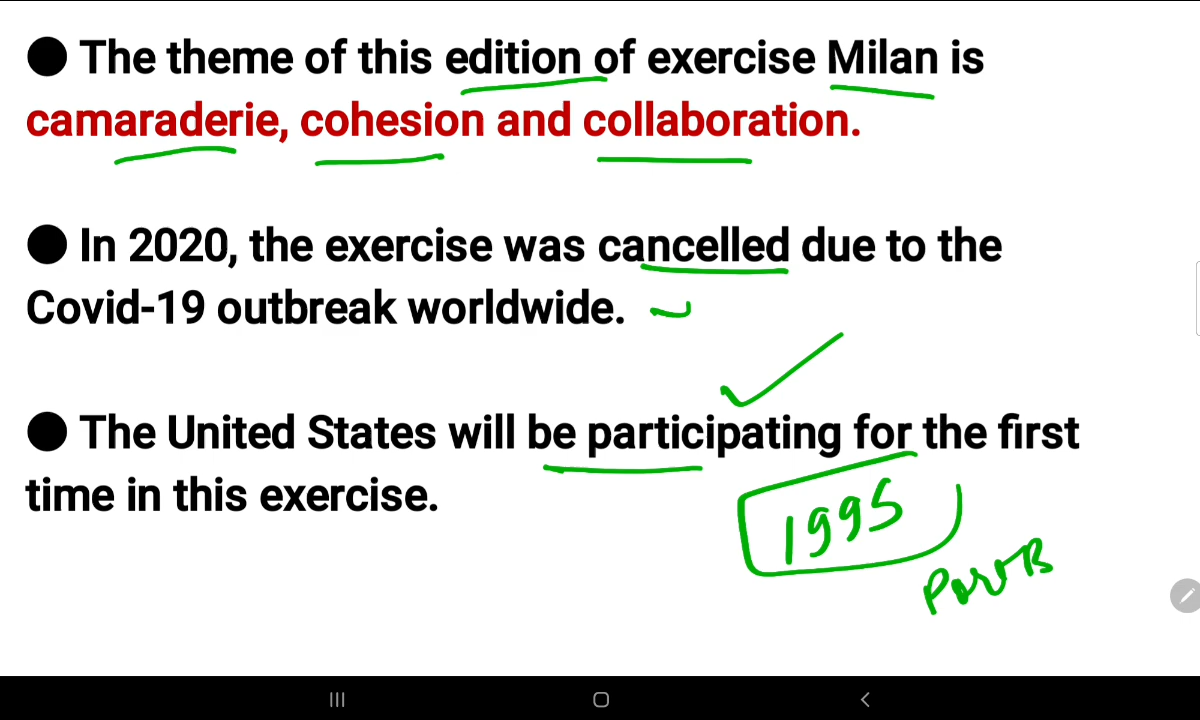 ● The theme of this edition of exercise Milan is
camaraderie, cohesion and collaboration.
● In 2020, the exercise was cancelled due to the
Covid-19 outbreak worldwide.
● The United States will be participating for the first
time in this exercise.
1995